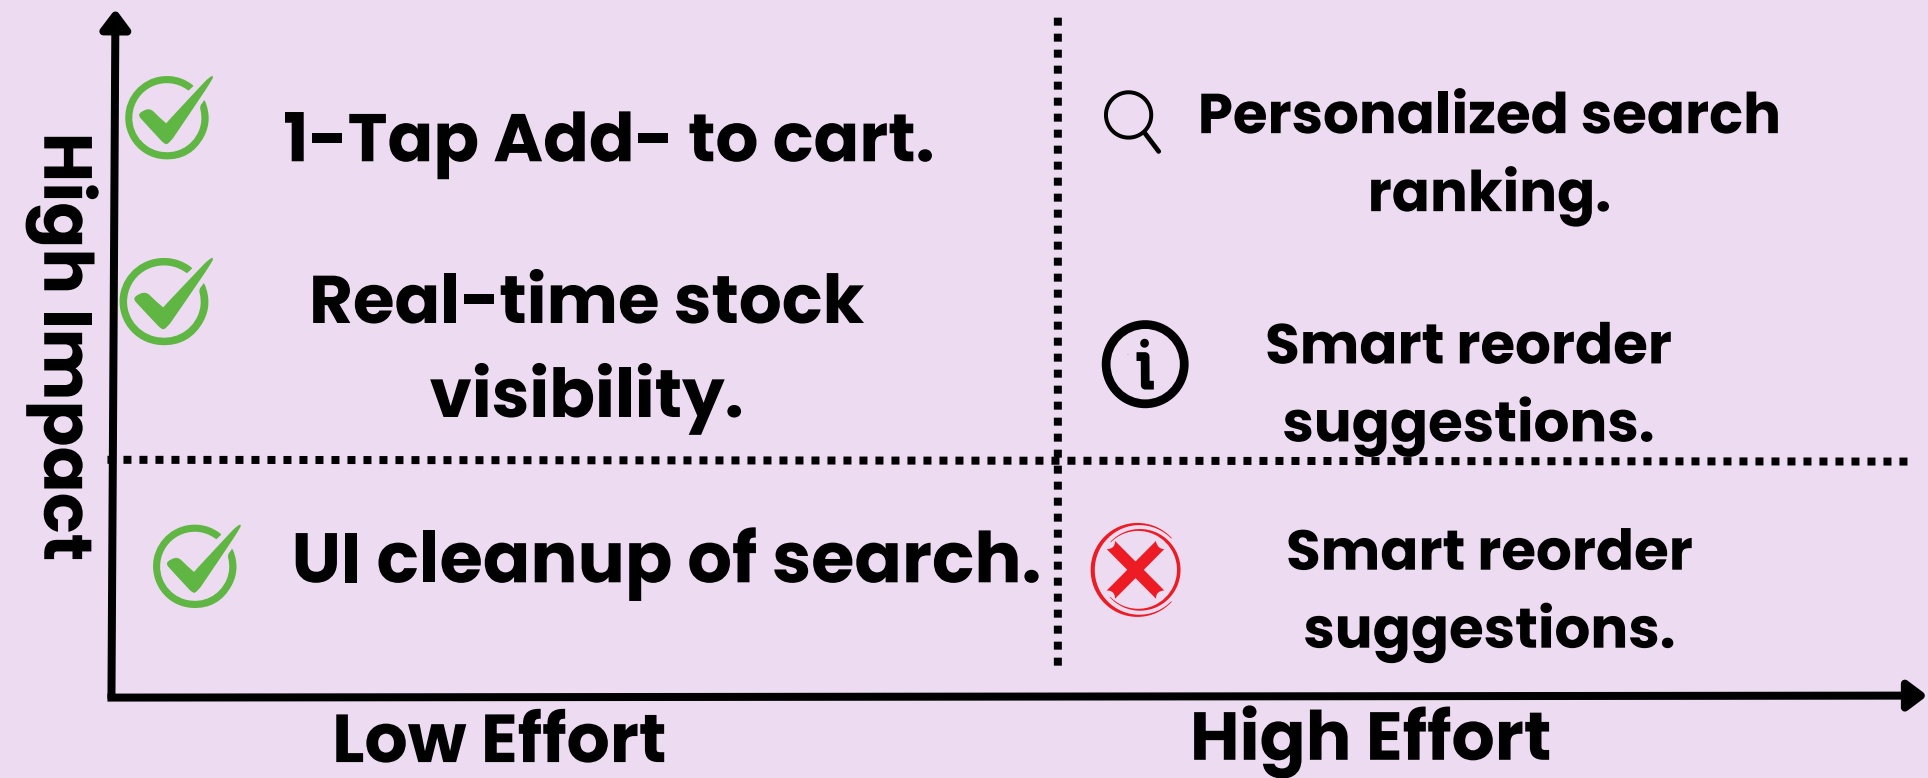 High Impact
1-Tap Add- to cart.
Real-time stock
visibility.
Personalized search
ranking.
Smart reorder
suggestions.
UI cleanup of search.
Smart reorder
suggestions.
Low Effort
High Effort